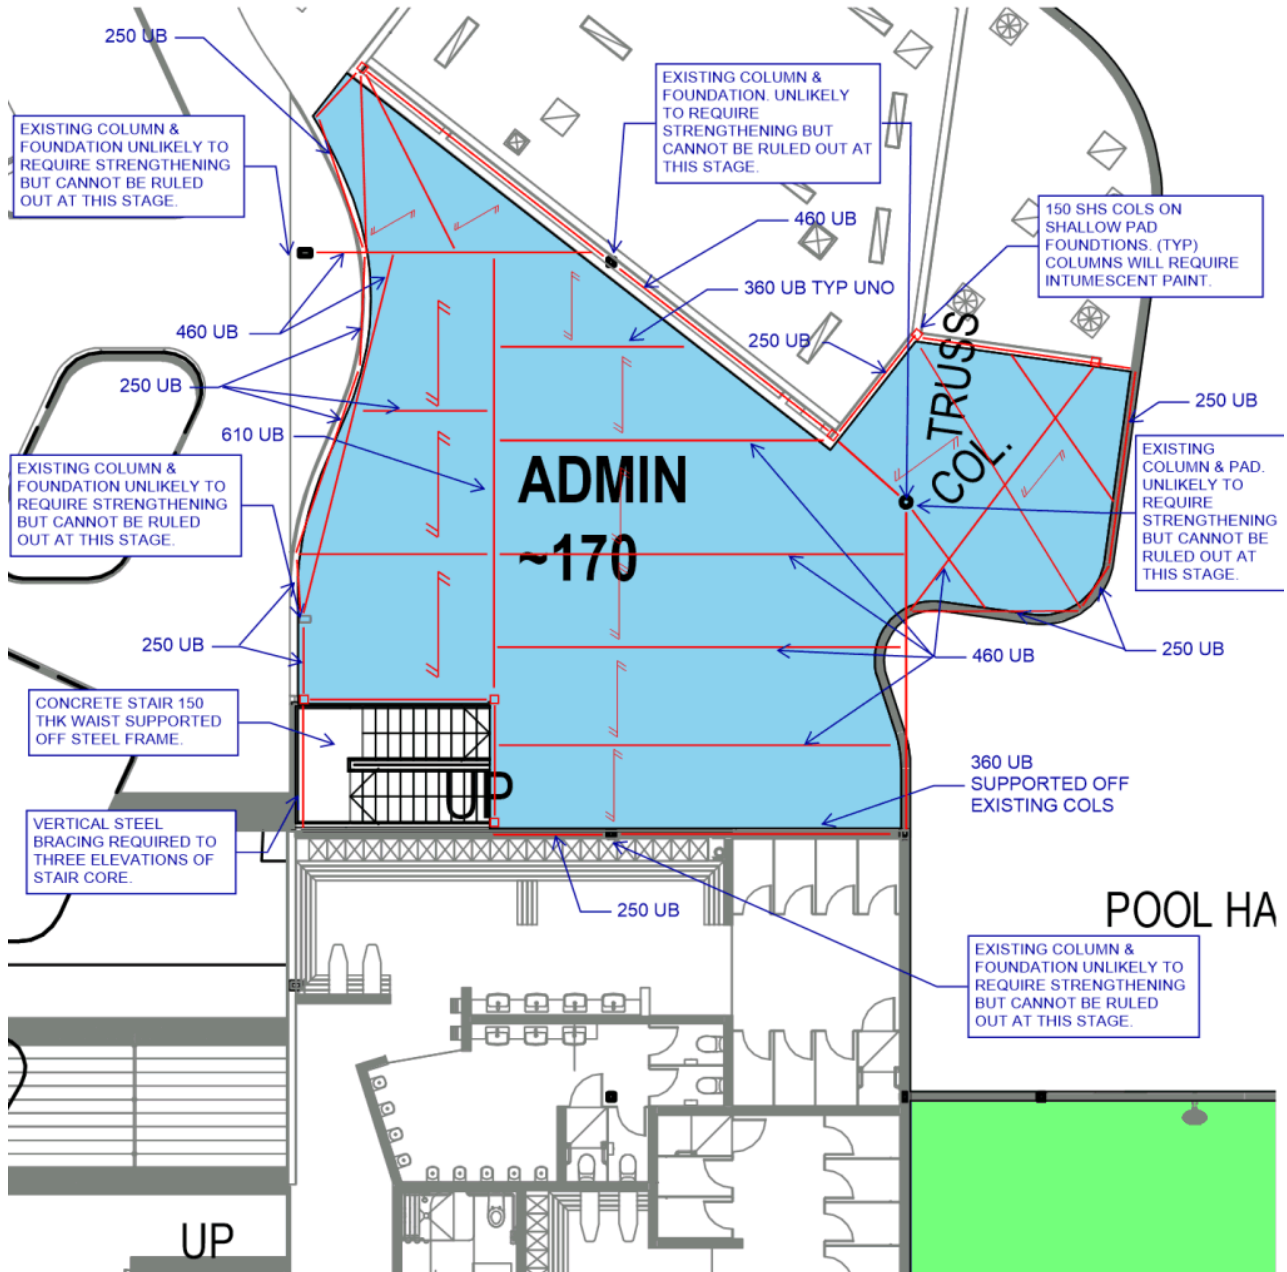 250 UB
EXISTING COLUMN &
FOUNDATION. UNLIKELY
TO REQUIRE
STRENGTHENING BUT
CANNOT BE RULED OUT AT
THIS STAGE.
EXISTING COLUMN &
FOUNDATION UNLIKELY TO
REQUIRE STRENGTHENING
BUT CANNOT BE RULED
OUT AT THIS STAGE.
150 SHS COLS ON
SHALLOW PAD
FOUNDTIONS. (TYP)
COLUMNS WILL REQUIRE
INTUMESCENT PAINT.
460 UB
360 UB TYP UNO
460 UB
250 UB
250 UB
TRUSS
COL.
250 UB
610 UB
EXISTING
COLUMN & PAD.
UNLIKELY TO
REQUIRE
STRENGTHENING
BUT CANNOT BE
RULED OUT AT
THIS STAGE.
EXISTING COLUMN &
FOUNDATION UNLIKELY TO
REQUIRE STRENGTHENING
BUT CANNOT BE RULED
OUT AT THIS STAGE.
ADMIN
~170
250 UB
460 UB
250 UB
CONCRETE STAIR 150
THK WAIST SUPPORTED
OFF STEEL FRAME.
UP
360 UB
SUPPORTED OFF
EXISTING COLS
VERTICAL STEEL
BRACING REQUIRED TO
THREE ELEVATIONS OF
STAIR CORE.
250 UB
POOL HA
EXISTING COLUMN &
FOUNDATION UNLIKELY TO
REQUIRE STRENGTHENING
BUT CANNOT BE RULED
OUT AT THIS STAGE.
UP